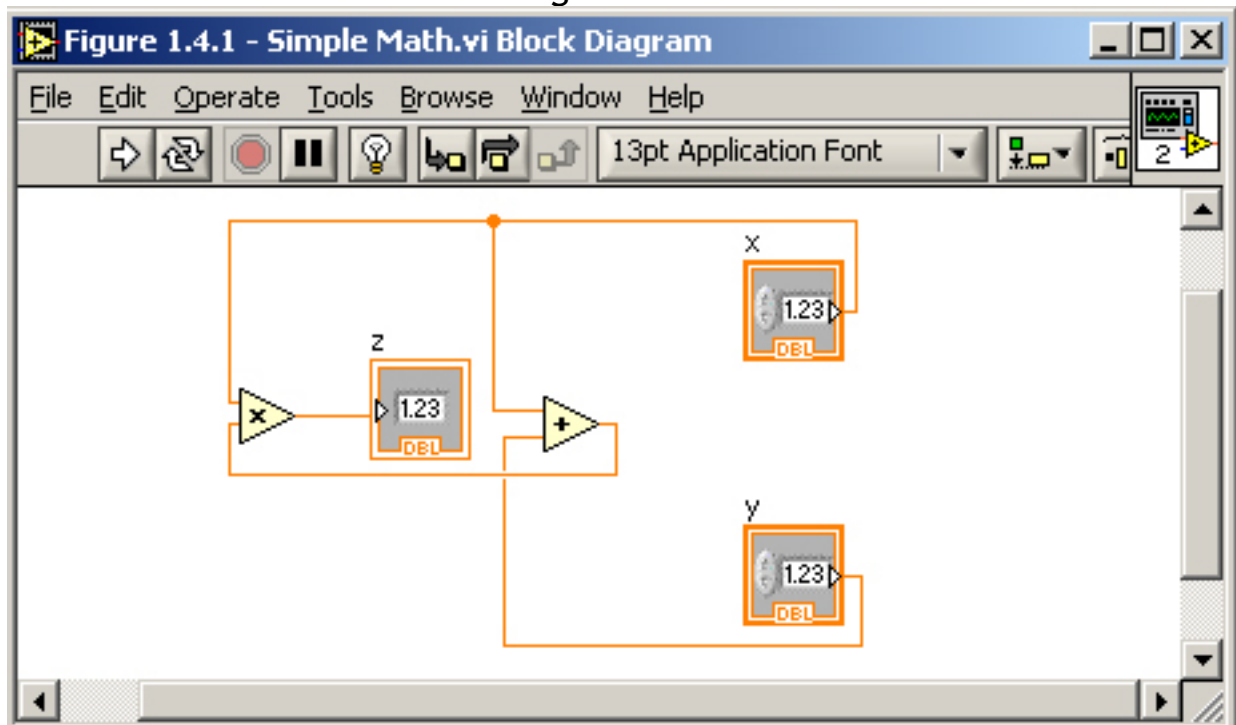 Figure 1.4.1 - Simple Math.vi Block Diagram
File Edit Operate Tools Browse Window Help
13pt Application Font
2
x
1.23
DBL
z
1.23
DBL
×
+
y
1.23
DBL